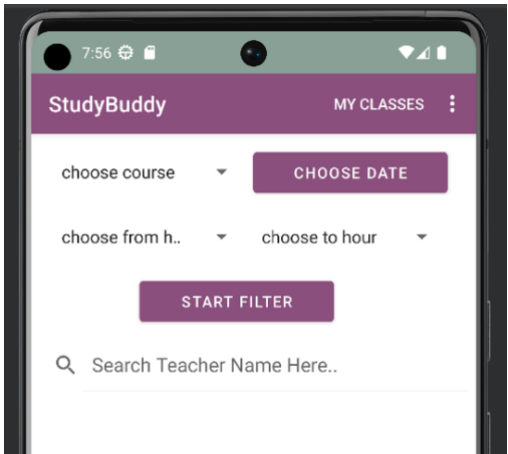 7:56
StudyBuddy MY CLASSES
choose course CHOOSE DATE
choose from h.. choose to hour
START FILTER
Search Teacher Name Here..